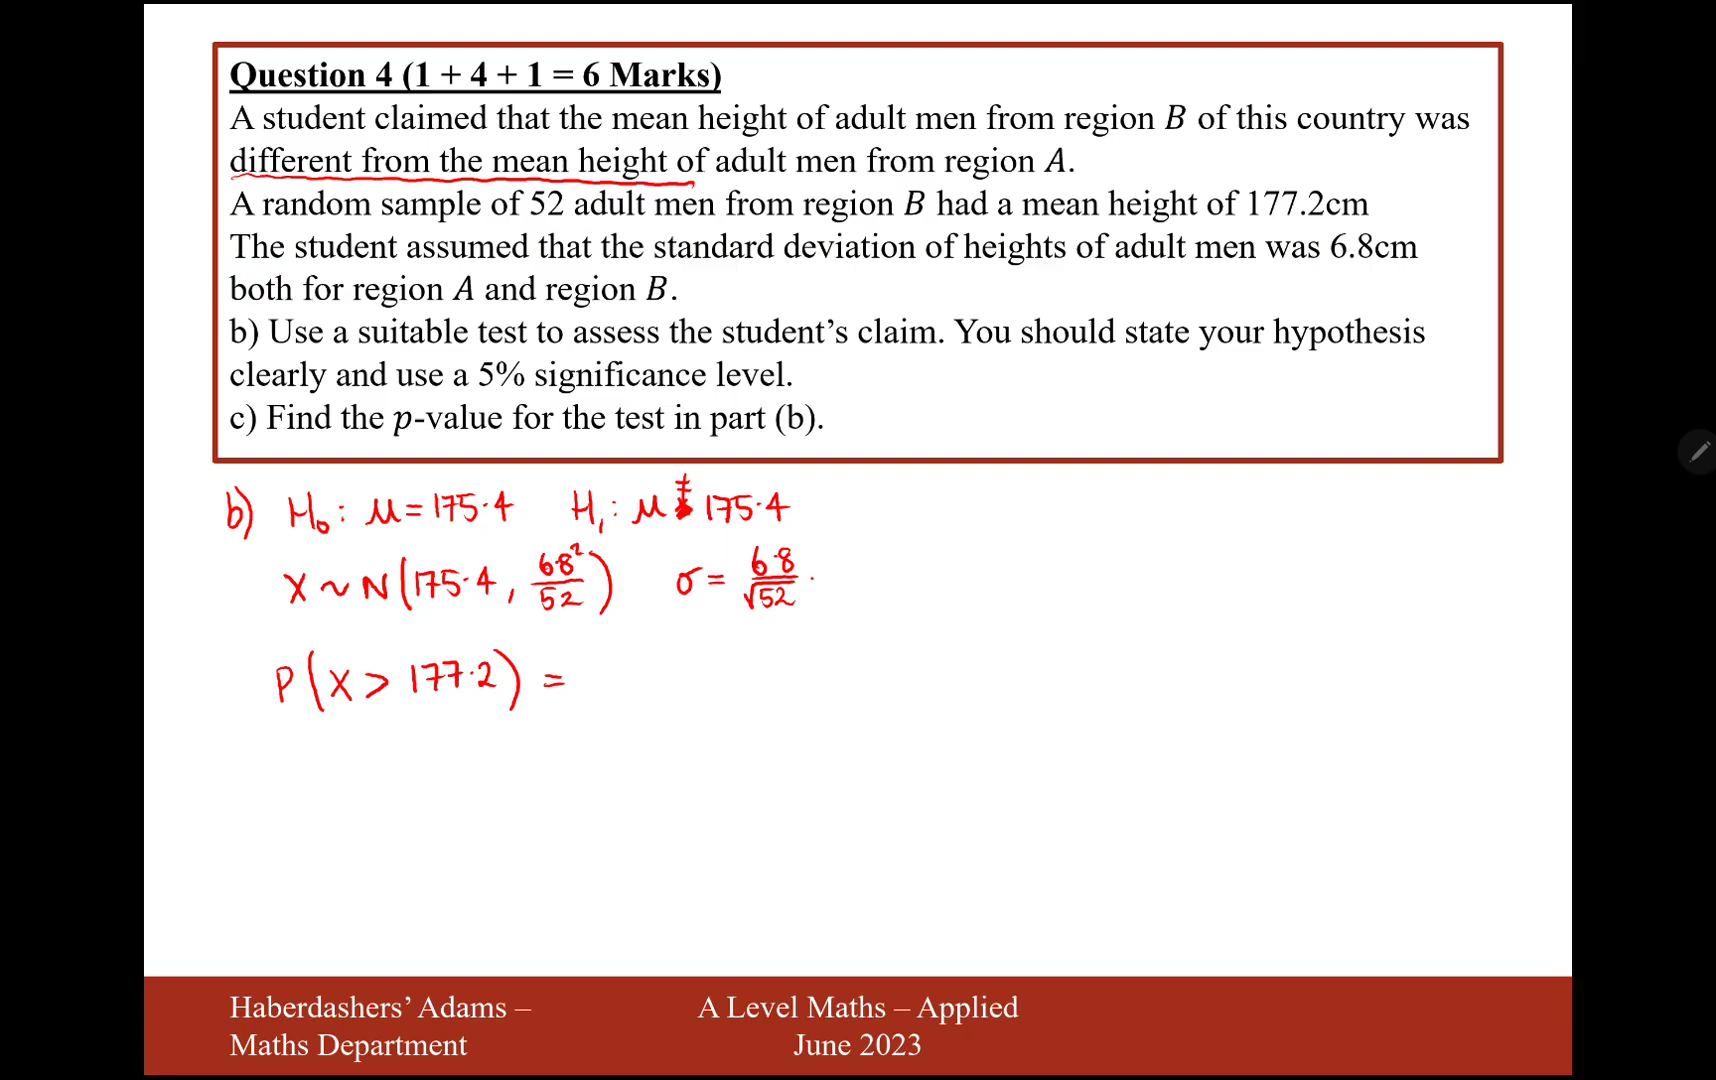 Question 4 (1 + 4 + 1 = 6 Marks)
A student claimed that the mean height of adult men from region B of this country was
different from the mean height of adult men from region A.
A random sample of 52 adult men from region B had a mean height of 177.2cm
The student assumed that the standard deviation of heights of adult men was 6.8cm
both for region A and region B.
b) Use a suitable test to assess the student’s claim. You should state your hypothesis
clearly and use a 5% significance level.
c) Find the p-value for the test in part (b).
b) H₀: μ = 175.4 H₁: μ ≠ 175.4
X ~ N(175.4, 6.8²/52) σ = 6.8/√52
P(X > 177.2) =
Haberdashers’ Adams –
Maths Department
A Level Maths – Applied
June 2023